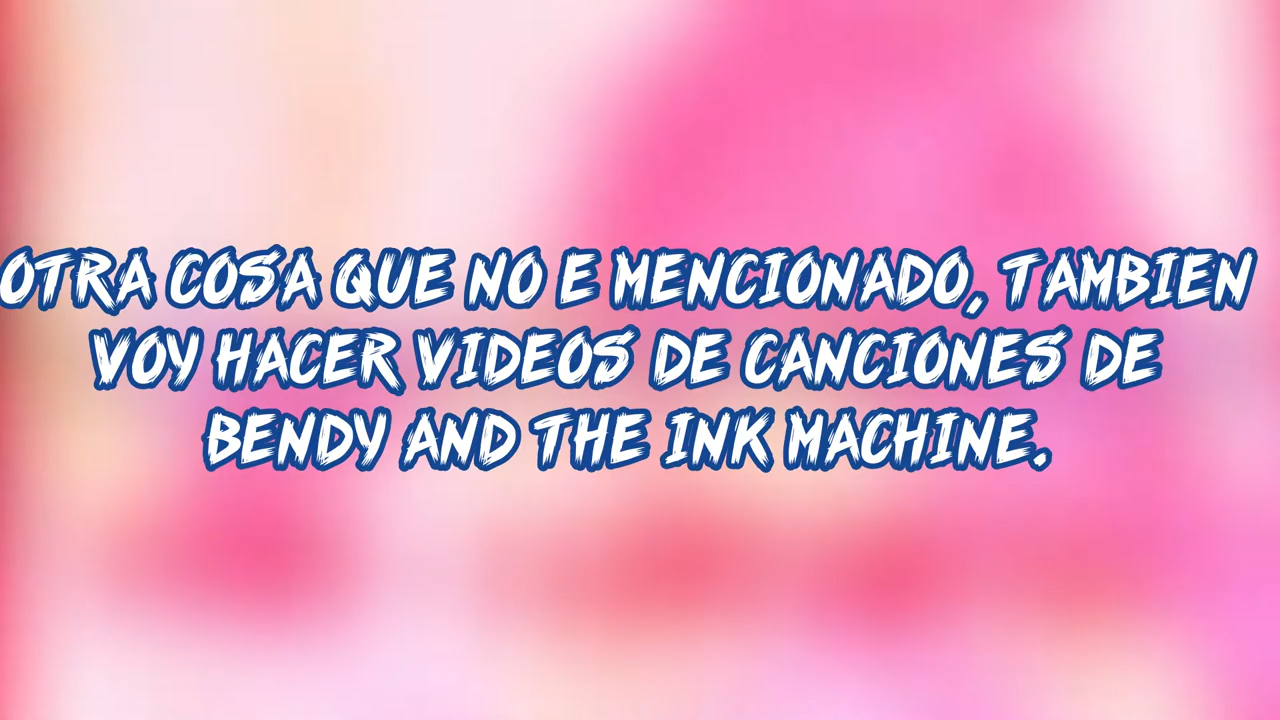 OTRA COSA QUE NO E MENCIONADO, TAMBIEN
VOY HACER VIDEOS DE CANCIONES DE
BENDY AND THE INK MACHINE.